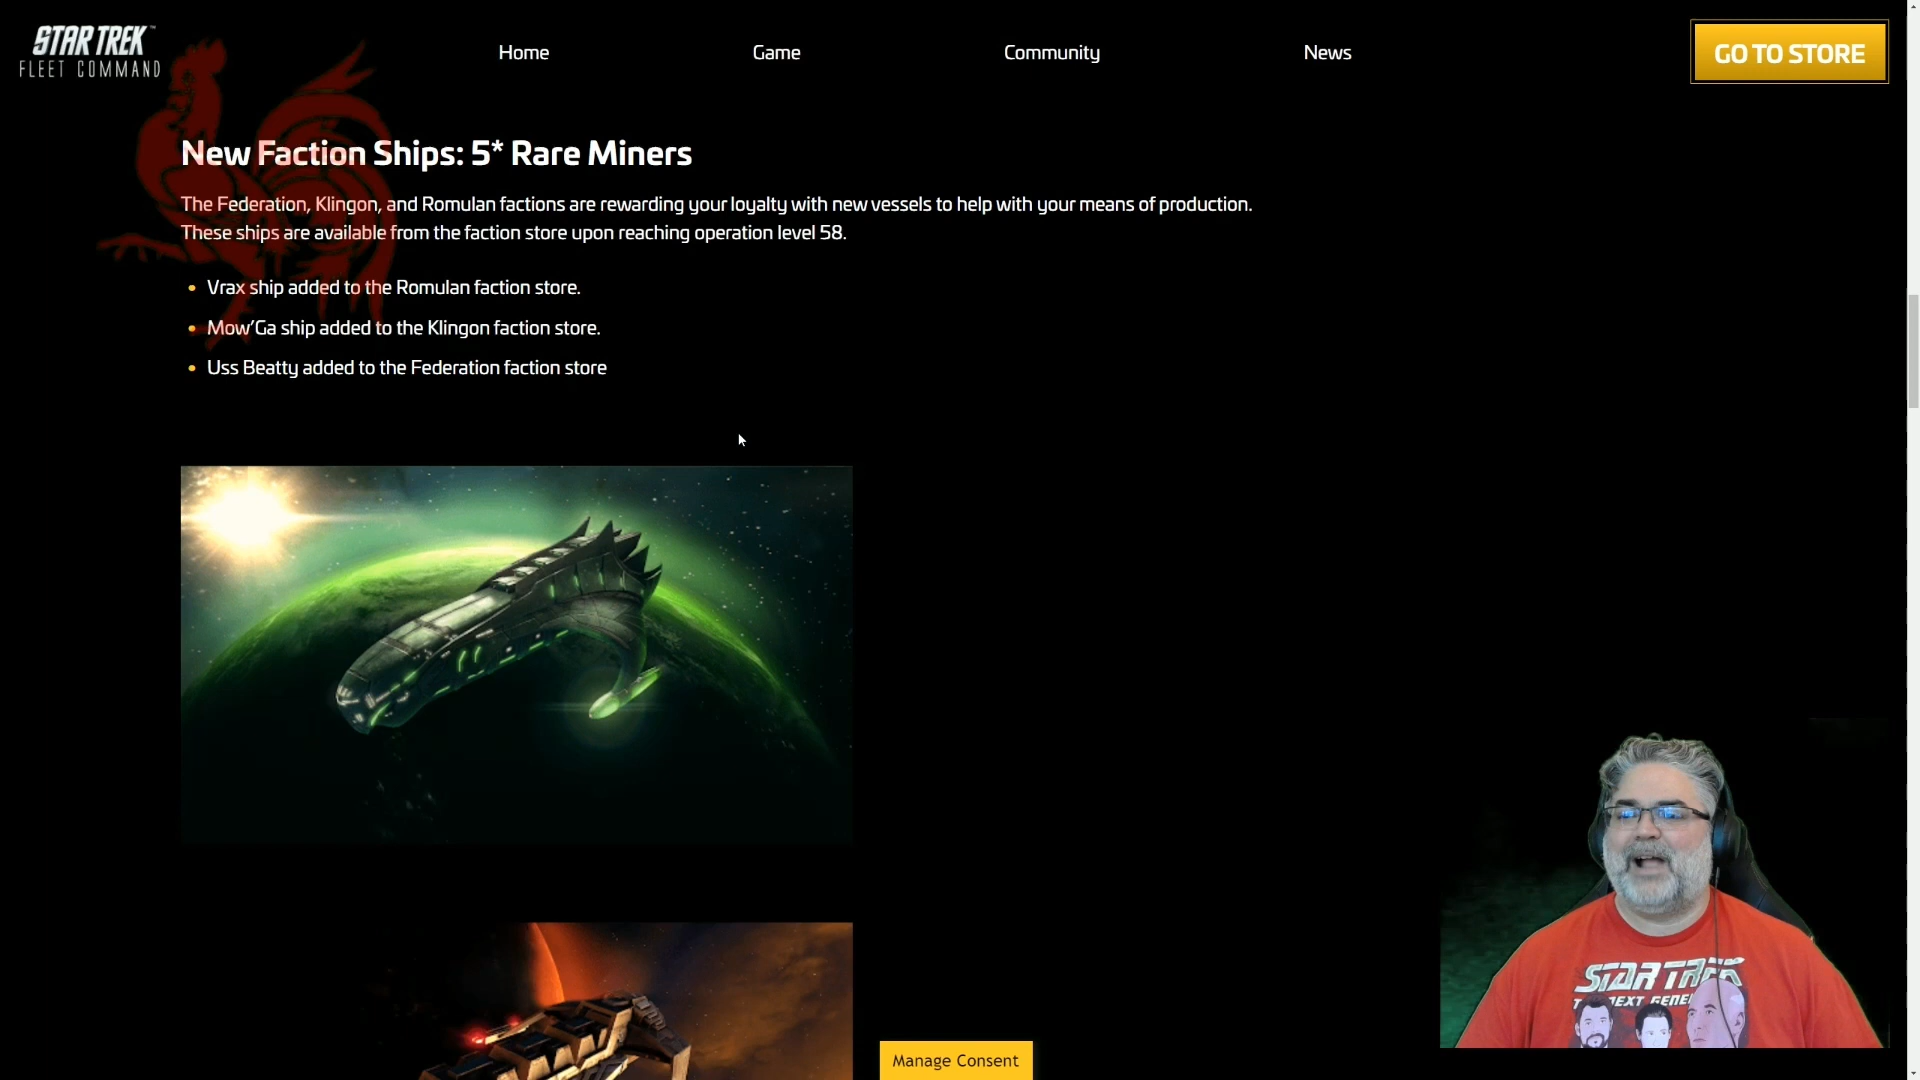 STAR TREK™
FLEET COMMAND
Home
Game
Community
News
GO TO STORE
New Faction Ships: 5* Rare Miners
The Federation, Klingon, and Romulan factions are rewarding your loyalty with new vessels to help with your means of production.
These ships are available from the faction store upon reaching operation level 58.
• Vrax ship added to the Romulan faction store.
• Mow’Ga ship added to the Klingon faction store.
• Uss Beatty added to the Federation faction store
STAR TREK
NEXT
Manage Consent